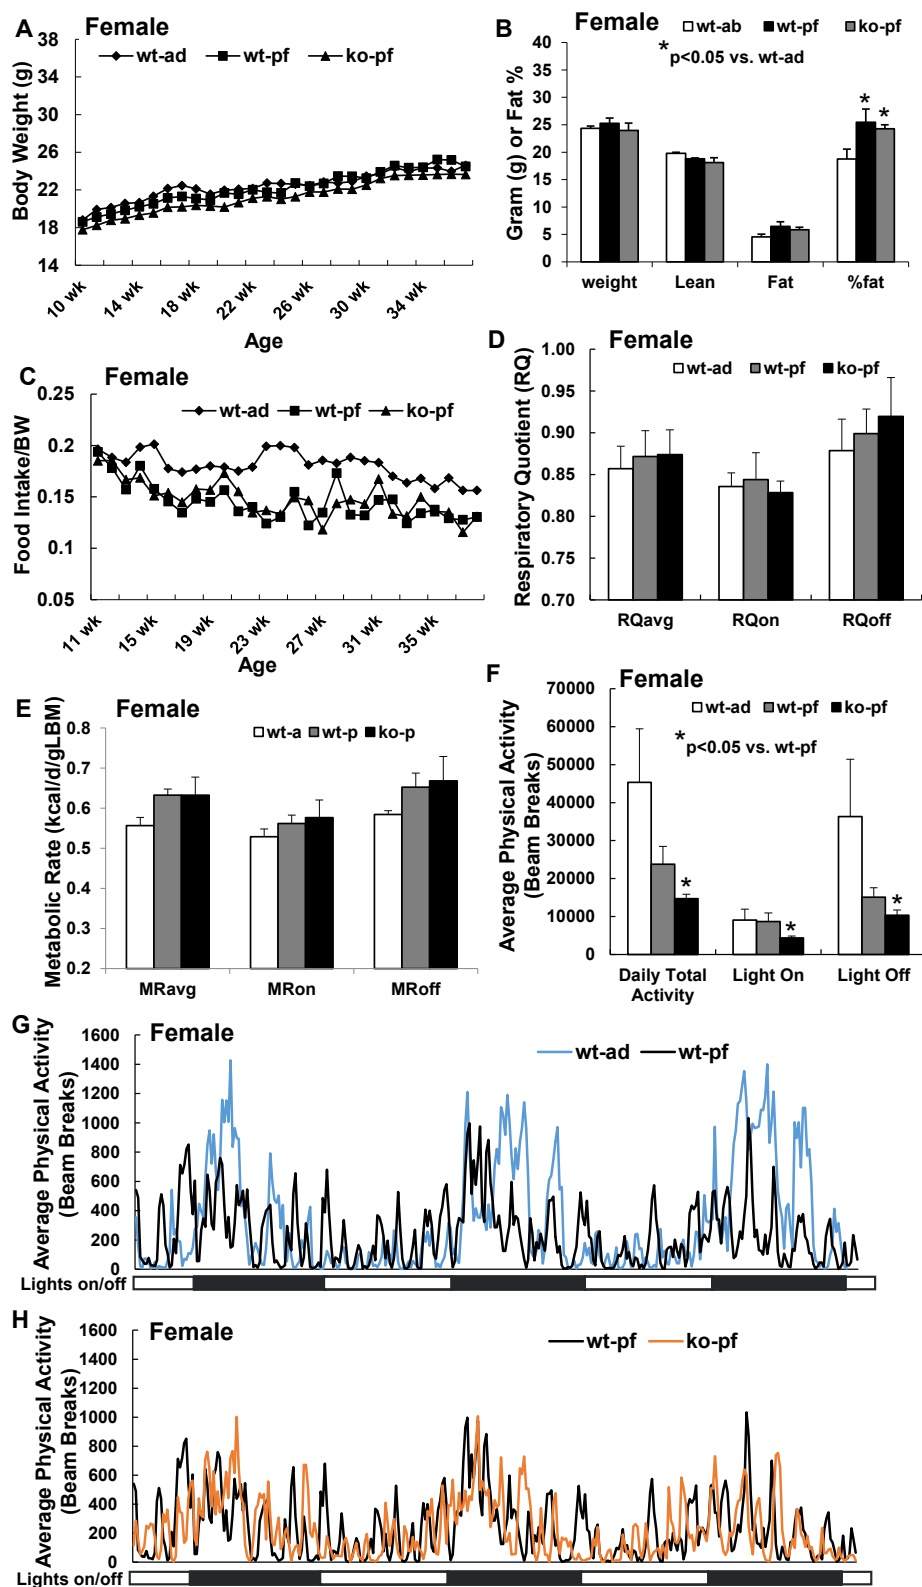 A
Female
wt-ad
wt-pf
ko-pf
Body Weight (g)
38
34
30
26
22
18
14
10 wk
14 wk
18 wk
22 wk
26 wk
30 wk
34 wk
Age
B
Female
wt-ab
wt-pf
ko-pf
*p<0.05 vs. wt-ad
Gram (g) or Fat %
40
35
30
25
20
15
10
5
0
* *
weight
Lean
Fat
%fat
C
Female
wt-ad
wt-pf
ko-pf
Food Intake/BW
0.25
0.2
0.15
0.1
0.05
11 wk
15 wk
19 wk
23 wk
27 wk
31 wk
35 wk
Age
D
Female
wt-ad
wt-pf
ko-pf
Respiratory Quotient (RQ)
1.00
0.95
0.90
0.85
0.80
0.75
0.70
RQavg
RQon
RQoff
E
Female
wt-a
wt-p
ko-p
Metabolic Rate (kcal/d/gLBM)
0.8
0.7
0.6
0.5
0.4
0.3
0.2
MRavg
MRon
MRoff
F
Female
wt-ad
wt-pf
ko-pf
*p<0.05 vs. wt-pf
Average Physical Activity
(Beam Breaks)
70000
60000
50000
40000
30000
20000
10000
0
*
*
*
Daily Total
Activity
Light On
Light Off
G
Female
wt-ad
wt-pf
Average Physical Activity
(Beam Breaks)
1600
1400
1200
1000
800
600
400
200
0
Lights on/off
H
Female
wt-pf
ko-pf
Average Physical Activity
(Beam Breaks)
1600
1400
1200
1000
800
600
400
200
0
Lights on/off